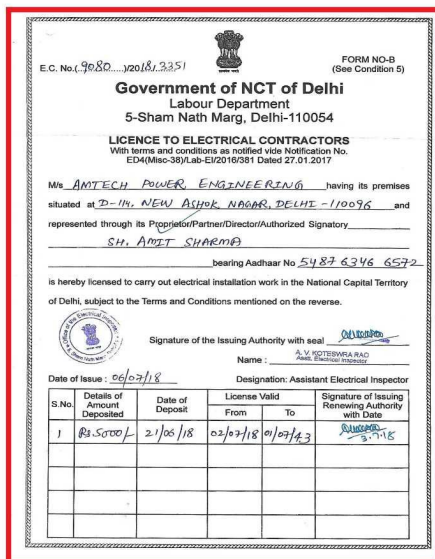 E.C. No.(..9080.....)/2018/3351
FORM NO-B
(See Condition 5)
Government of NCT of Delhi
Labour Department
5-Sham Nath Marg, Delhi-110054
LICENCE TO ELECTRICAL CONTRACTORS
With terms and conditions as notified vide Notification No.
ED4(Misc-38)/Lab-EI/2016/381 Dated 27.01.2017
M/s AMTECH POWER ENGINEERING having its premises
situated at D-114, NEW ASHOK NAGAR, DELHI-110096 and
represented through its Proprietor/Partner/Director/Authorized Signatory
SH. AMIT SHARMA
bearing Aadhaar No 5487 6346 6572
is hereby licensed to carry out electrical installation work in the National Capital Territory
of Delhi, subject to the Terms and Conditions mentioned on the reverse.
Signature of the Issuing Authority with seal
Name : A. V. KOTESWRA RAO
Asstt. Electrical Inspector
Date of Issue : 06/07/18 Designation: Assistant Electrical Inspector
S.No. Details of Amount Deposited Date of Deposit License Valid From To Signature of Issuing Renewing Authority with Date
1 Rs.5000/- 21/06/18 02/07/18 01/07/43 3.7.18